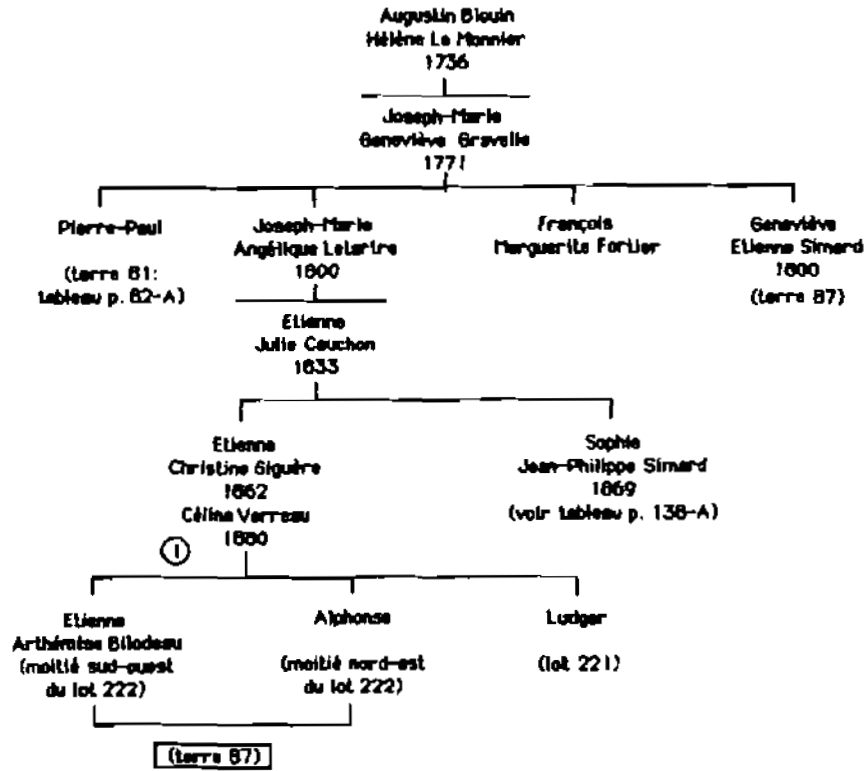 Augustin Blouin
Hélène Le Monnier
1736
Joseph-Marie
Geneviève Gravelle
1771
Pierre-Paul
(terre 81:
tableau p. 82-A)
Joseph-Marie
Angélique Letartre
1800
François
Marguerite Fortier
Geneviève
Etienne Simard
1800
(terre 87)
Etienne
Julie Cauchon
1833
Etienne
Christine Giguère
1862
Céline Verreau
1880
Sophie
Jean-Philippe Simard
1869
(voir tableau p. 138-A)
1
Etienne
Arthémise Bilodeau
(moitié sud-ouest
du lot 222)
Alphonse
(moitié nord-est
du lot 222)
Ludger
(lot 221)
(terre 87)